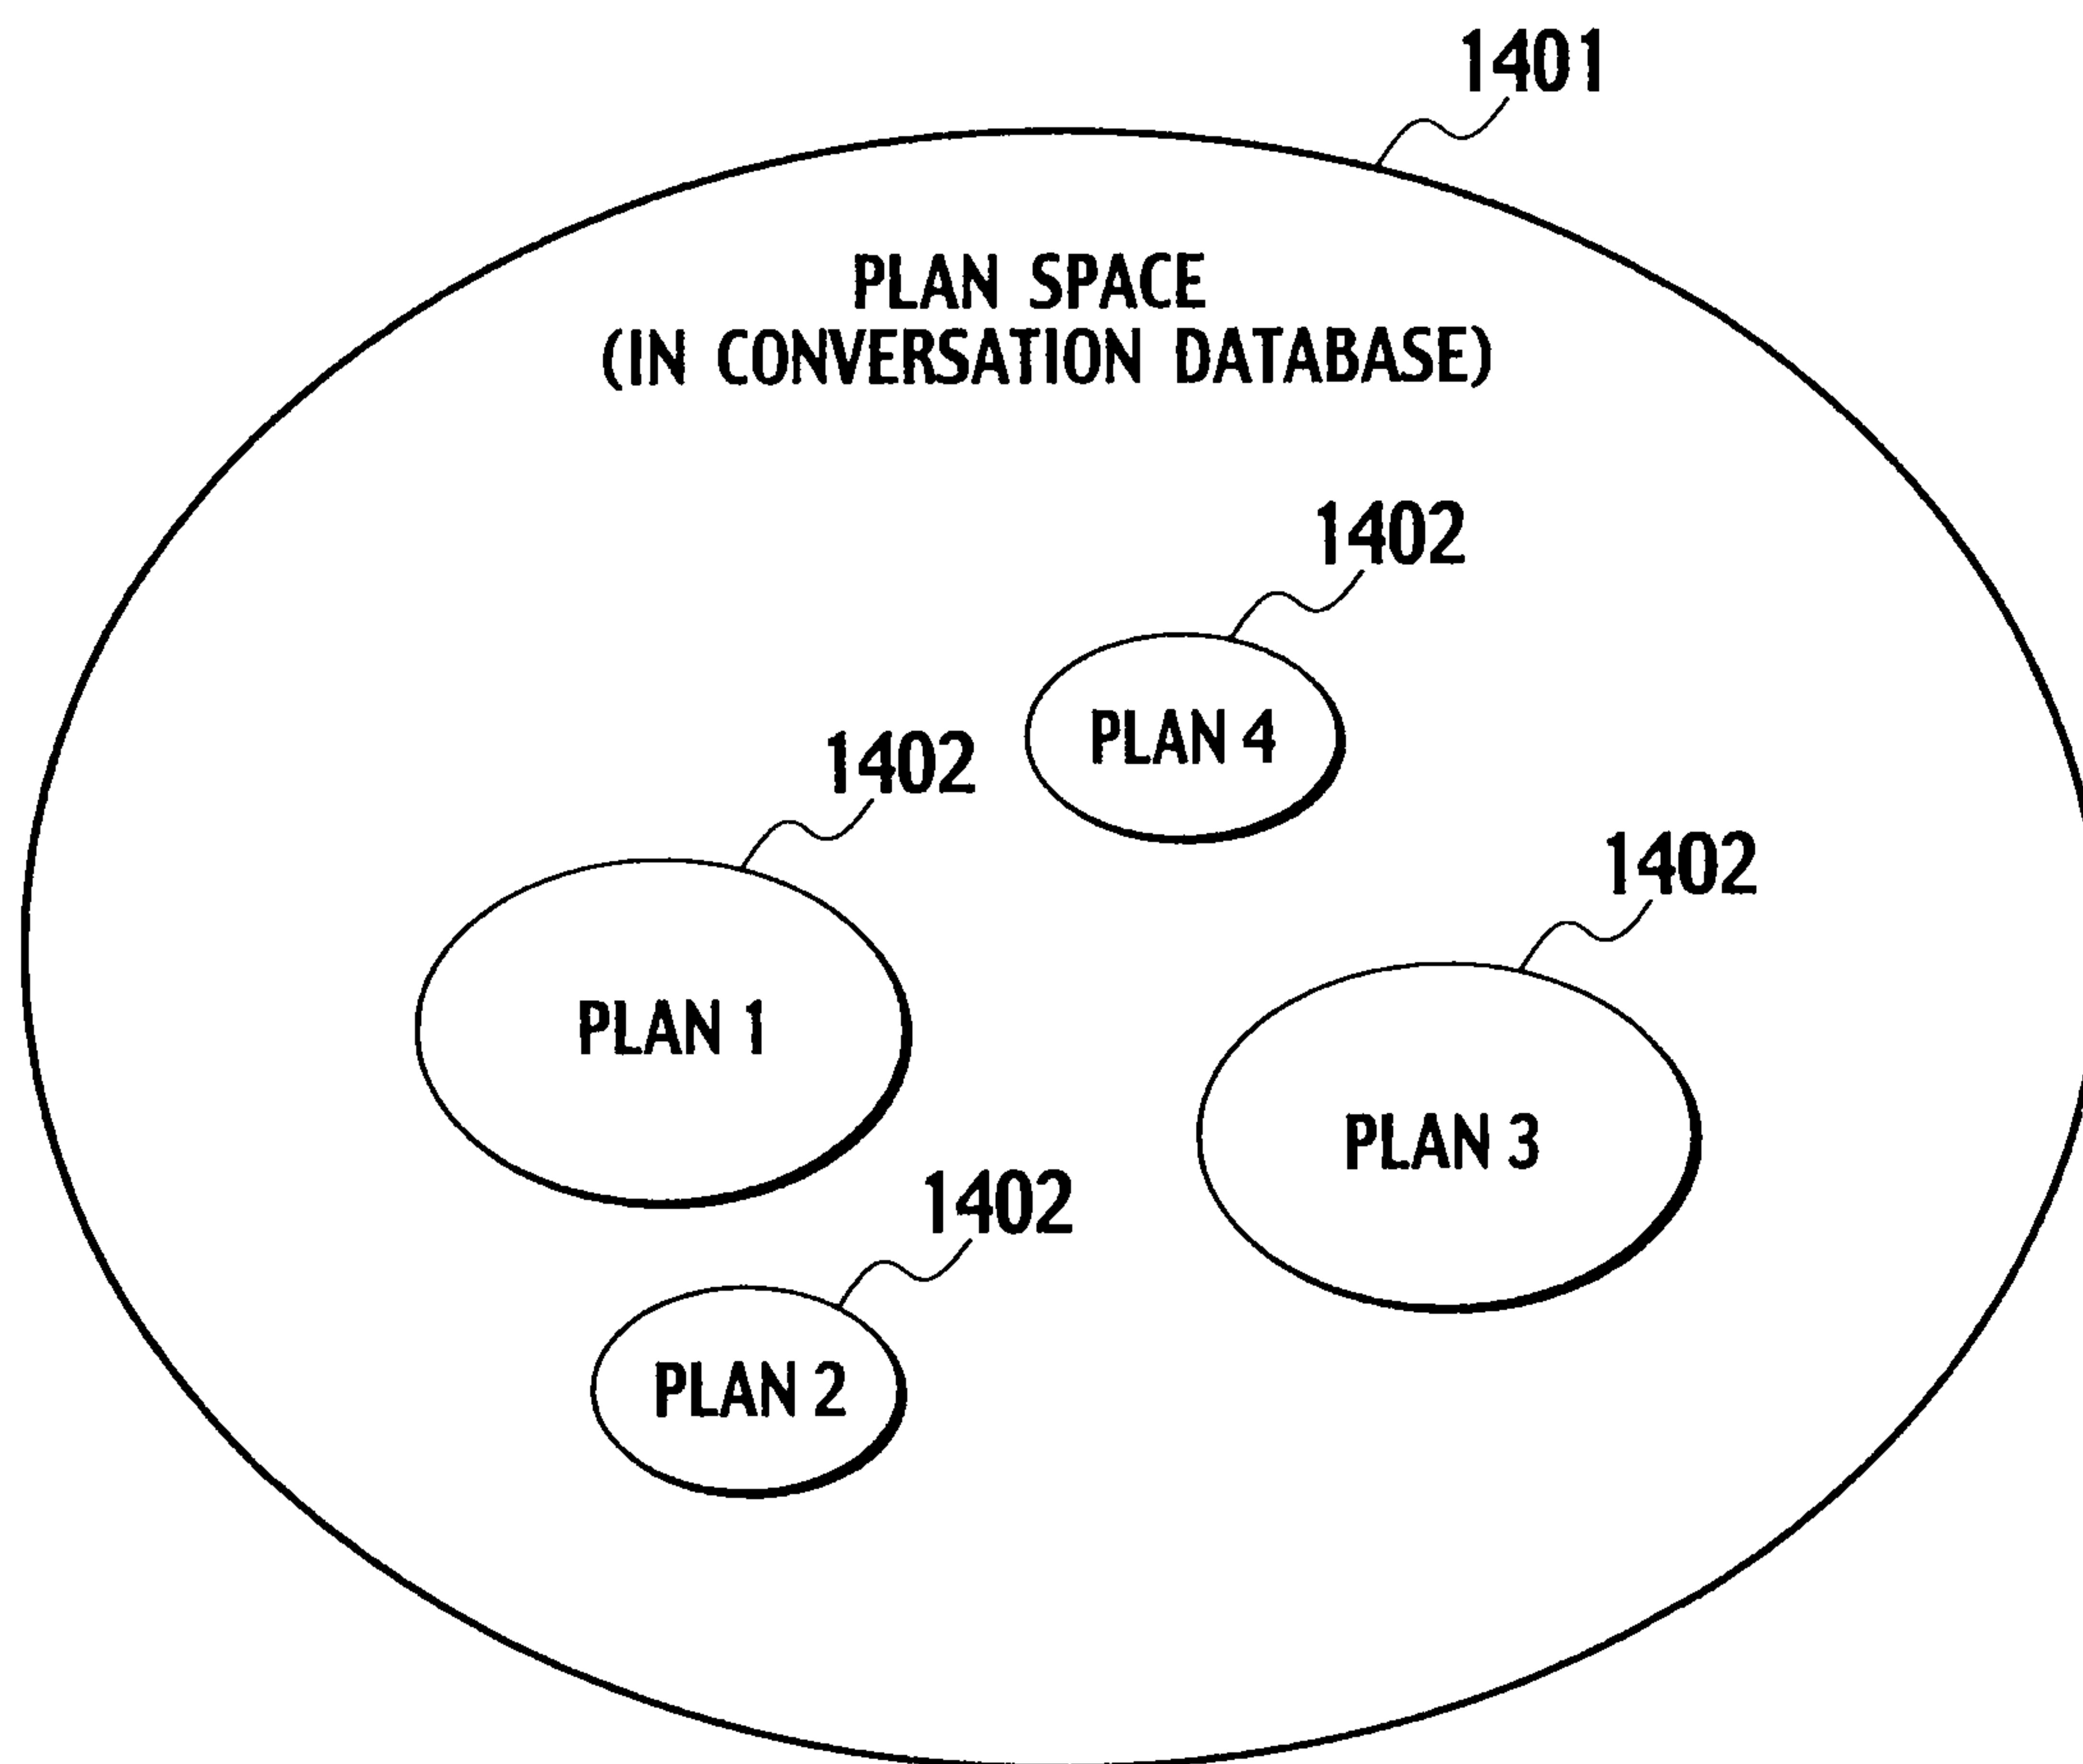 1401
PLAN SPACE
(IN CONVERSATION DATABASE)
1402
PLAN 4
1402
1402
PLAN 1
PLAN 3
1402
PLAN 2